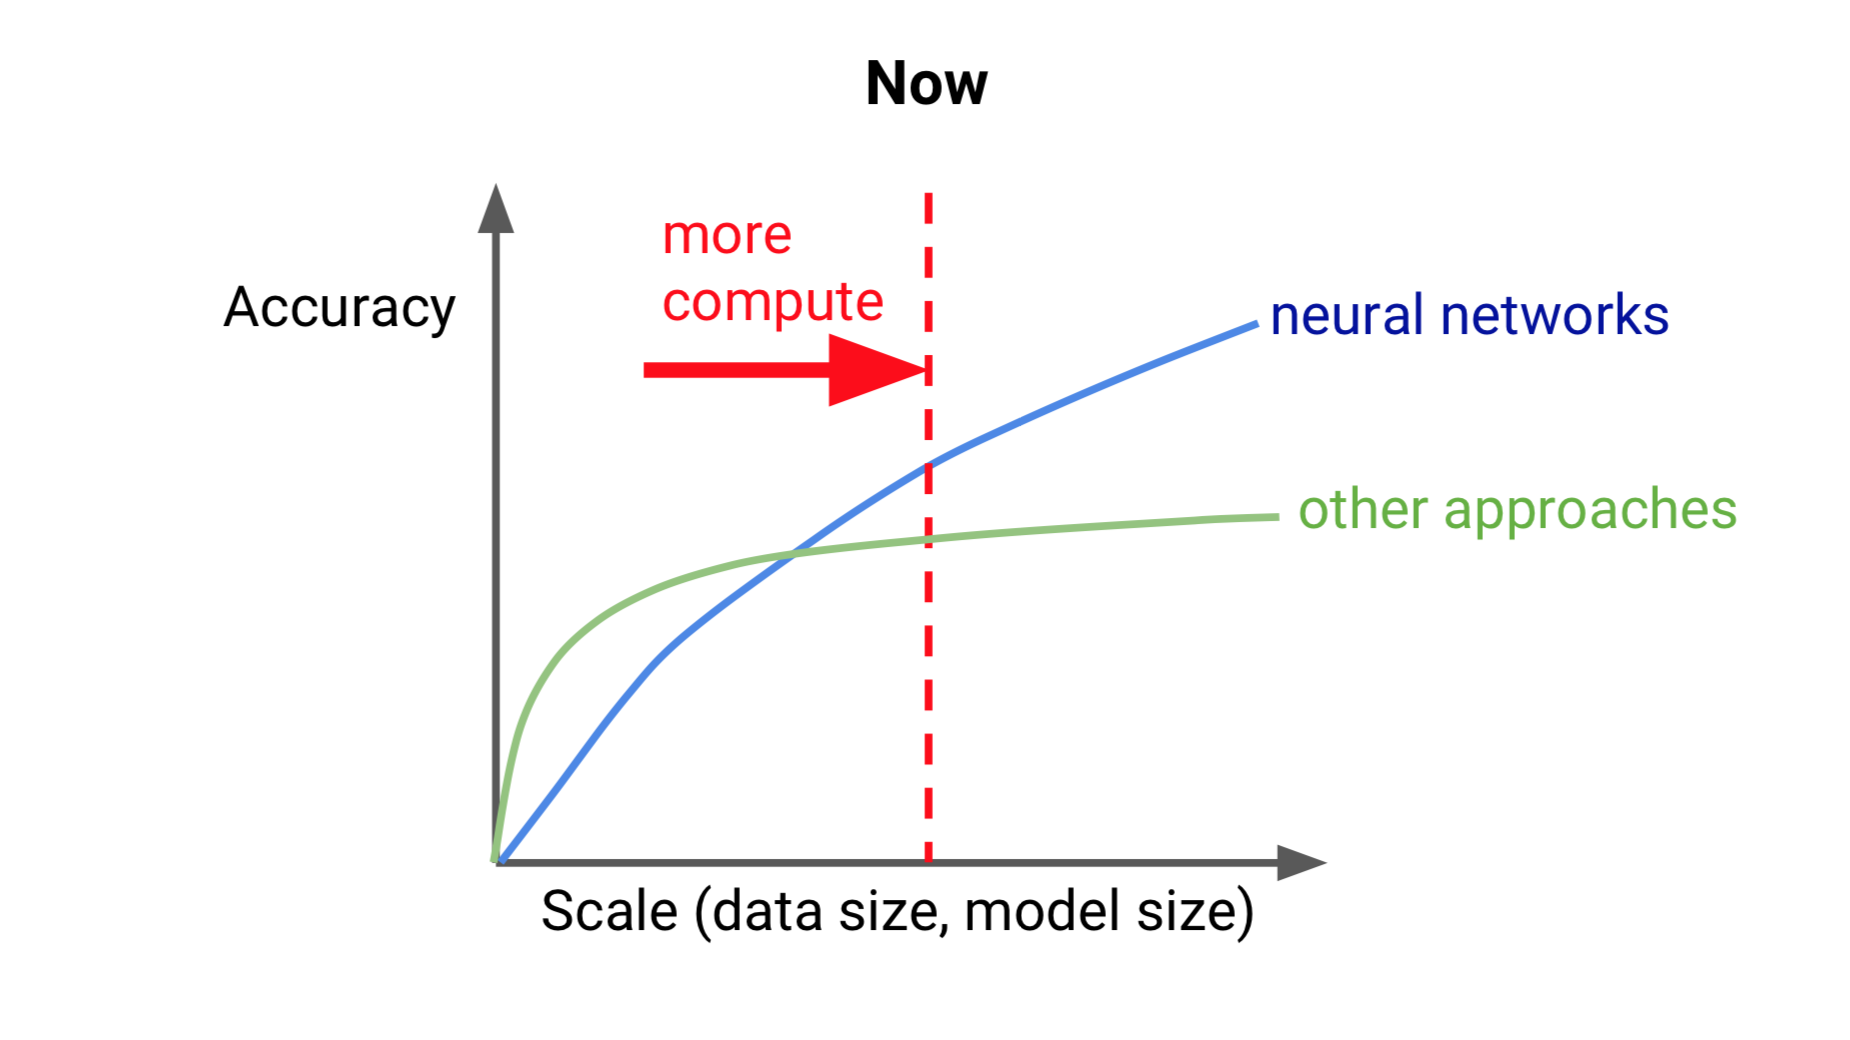 Now
more
compute
Accuracy
neural networks
other approaches
Scale (data size, model size)